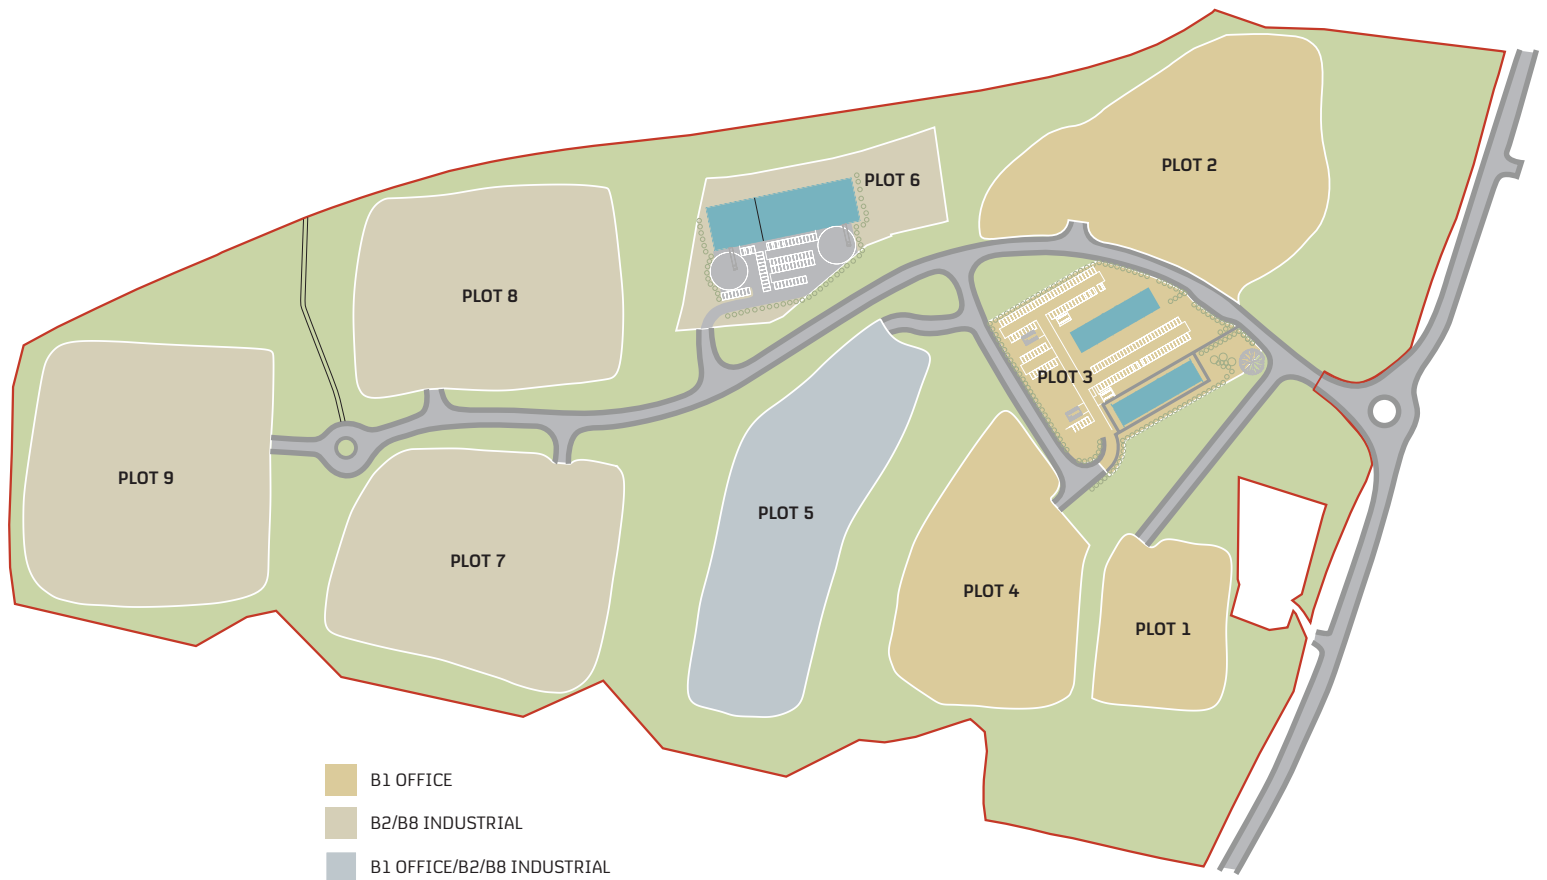 PLOT 2
PLOT 6
PLOT 8
PLOT 3
PLOT 9
PLOT 5
PLOT 7
PLOT 4
PLOT 1
B1 OFFICE
B2/B8 INDUSTRIAL
B1 OFFICE/B2/B8 INDUSTRIAL